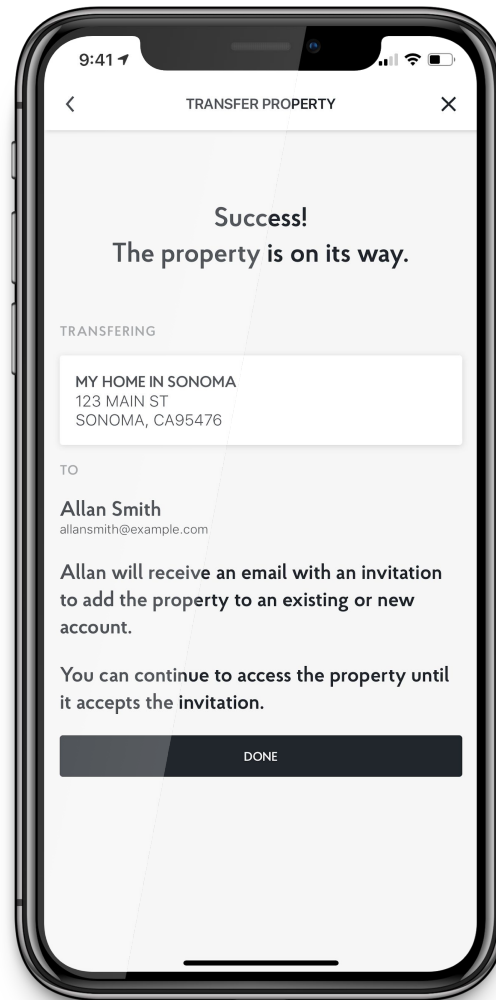 9:41
TRANSFER PROPERTY
Success!
The property is on its way.
TRANSFERING
MY HOME IN SONOMA
123 MAIN ST
SONOMA, CA95476
TO
Allan Smith
allansmith@example.com
Allan will receive an email with an invitation
to add the property to an existing or new
account.
You can continue to access the property until
it accepts the invitation.
DONE